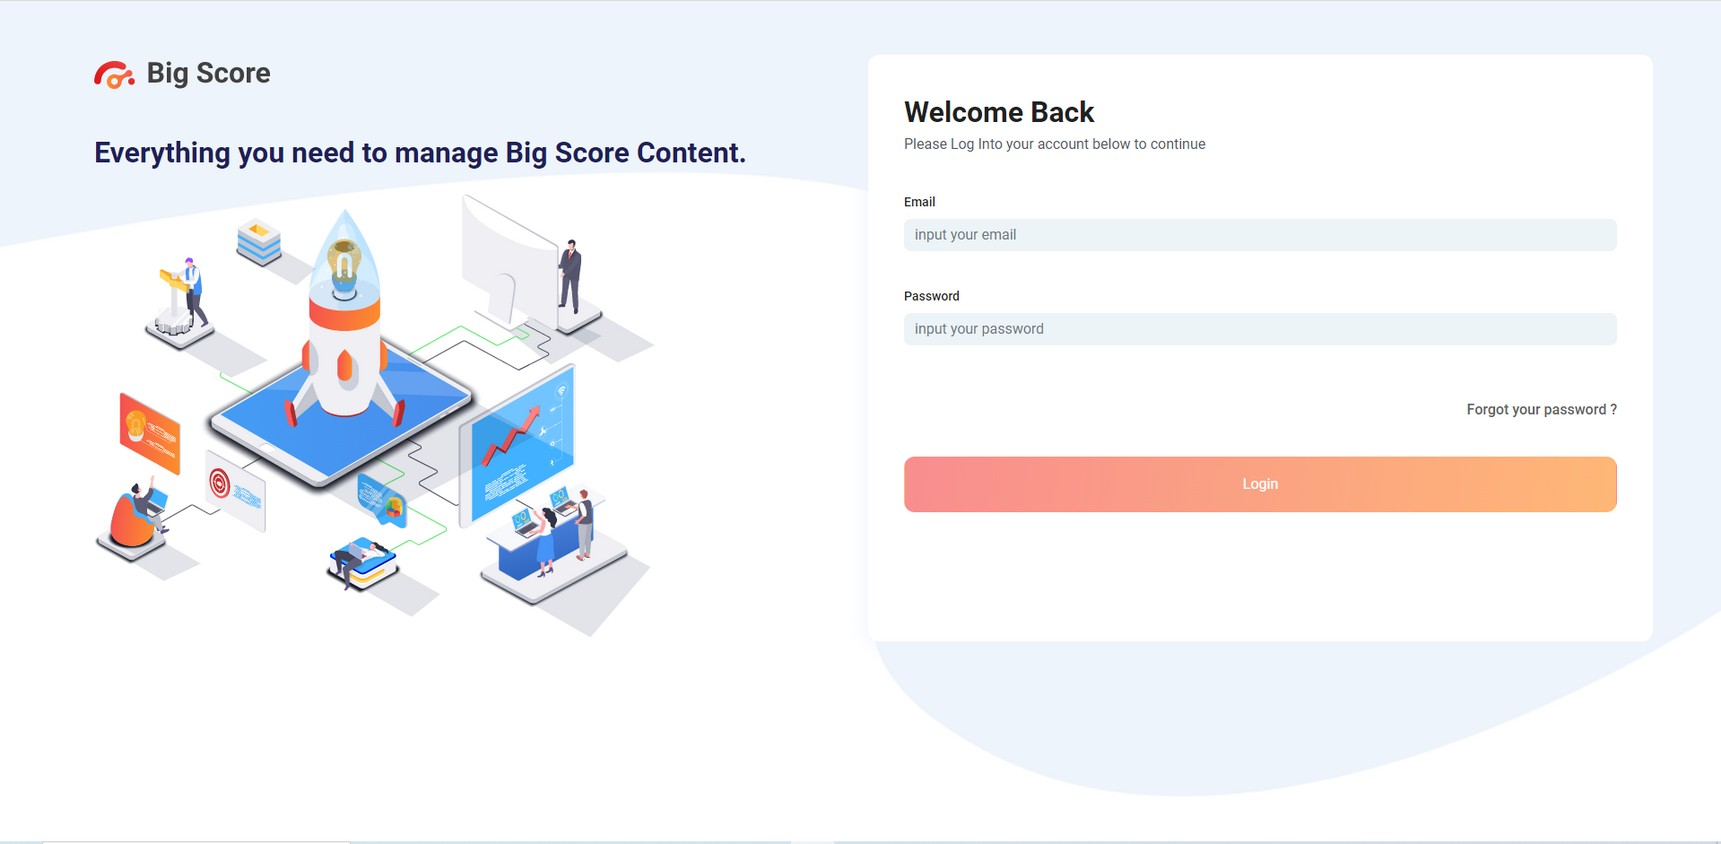 Big Score
Everything you need to manage Big Score Content.
Welcome Back
Please Log Into your account below to continue
Email
input your email
Password
input your password
Forgot your password ?
Login